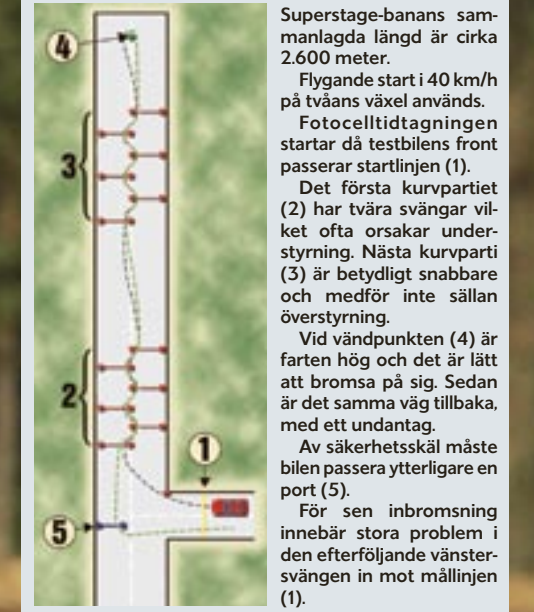 4
3
2
1
5
Superstage-banans sam-
manlagda längd är cirka
2.600 meter.
Flygande start i 40 km/h
på tvåans växel används.
Fotocelltidtagningen
startar då testbilens front
passerar startlinjen (1).
Det första kurvpartiet
(2) har tvära svängar vil-
ket ofta orsakar under-
styrning. Nästa kurvparti
(3) är betydligt snabbare
och medför inte sällan
överstyrning.
Vid vändpunkten (4) är
farten hög och det är lätt
att bromsa på sig. Sedan
är det samma väg tillbaka,
med ett undantag.
Av säkerhetsskäl måste
bilen passera ytterligare en
port (5).
För sen inbromsning
innebär stora problem i
den efterföljande vänster-
svängen in mot mållinjen
(1).